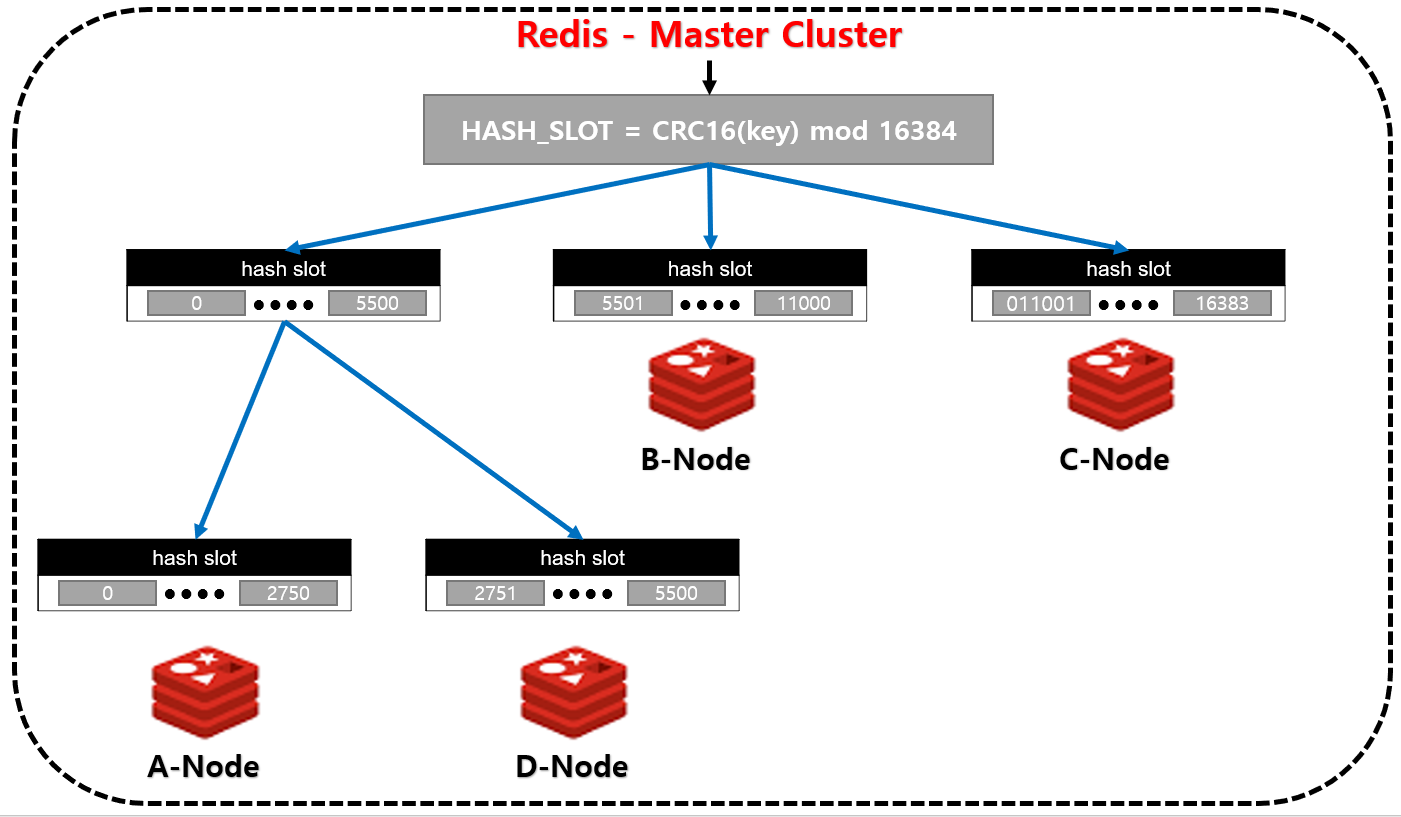 Redis - Master Cluster
HASH_SLOT = CRC16(key) mod 16384
hash slot
0 •••• 5500
hash slot
5501 •••• 11000
hash slot
011001 •••• 16383
B-Node
C-Node
hash slot
0 •••• 2750
hash slot
2751 •••• 5500
A-Node
D-Node